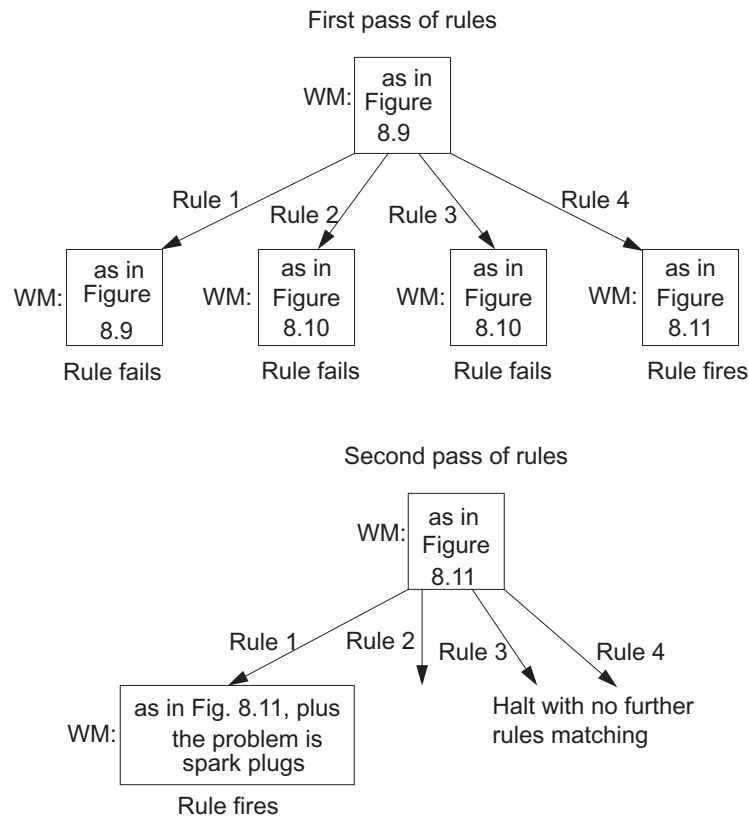 First pass of rules
WM:
as in
Figure
8.9
Rule 1
Rule 2
Rule 3
Rule 4
WM:
as in
Figure
8.9
WM:
as in
Figure
8.10
WM:
as in
Figure
8.10
WM:
as in
Figure
8.11
Rule fails
Rule fails
Rule fails
Rule fires
Second pass of rules
WM:
as in
Figure
8.11
Rule 1
Rule 2
Rule 3
Rule 4
WM:
as in Fig. 8.11, plus
the problem is
spark plugs
Halt with no further
rules matching
Rule fires